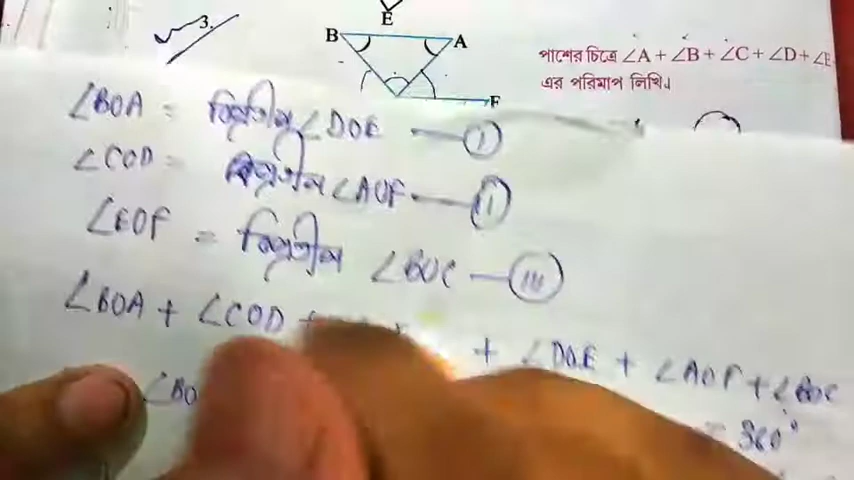 3.
E
B
A
F
পাশের চিত্রে ∠A + ∠B + ∠C + ∠D + ∠E
এর পরিমাপ লিখি।
∠BOA = বিপ্রতীপ ∠DOE — (I)
∠COD = বিপ্রতীপ ∠AOF — (II)
∠EOF = বিপ্রতীপ ∠BOC — (III)
∠BOA + ∠COD + + ∠DOE + ∠AOF + ∠BOC
∠BO = 360°